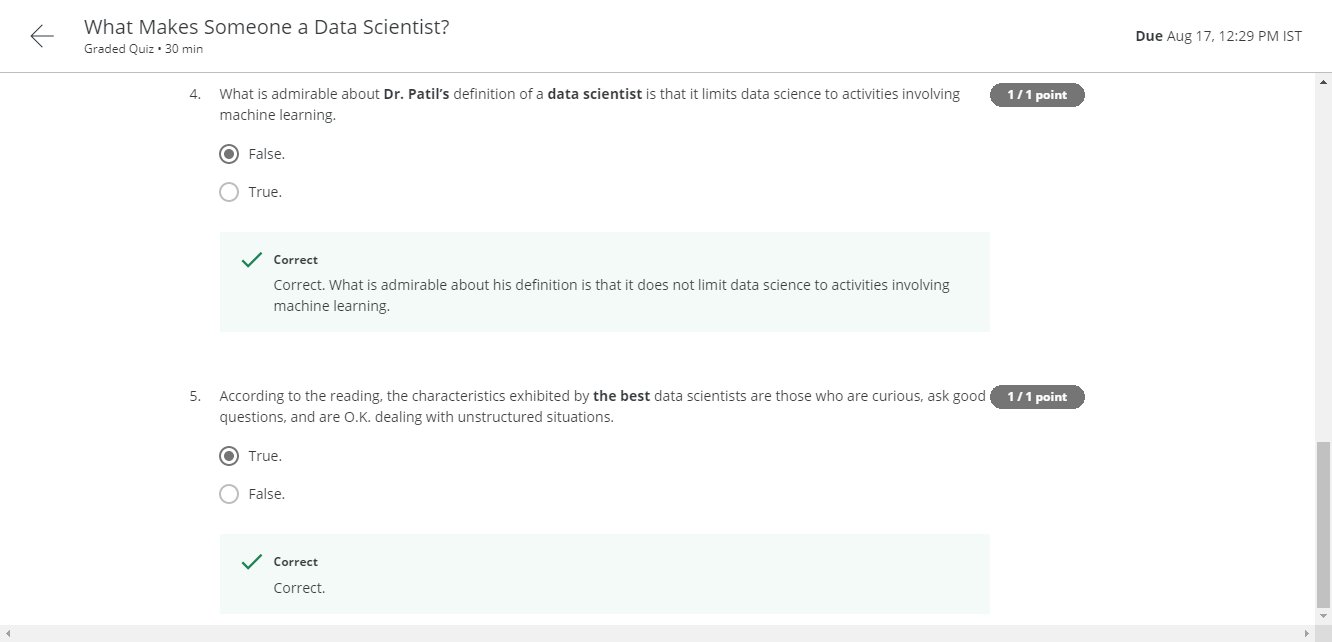 What Makes Someone a Data Scientist?
Graded Quiz • 30 min
Due Aug 17, 12:29 PM IST
4. What is admirable about Dr. Patil's definition of a data scientist is that it limits data science to activities involving
machine learning.
1 / 1 point
False.
True.
Correct
Correct. What is admirable about his definition is that it does not limit data science to activities involving
machine learning.
5. According to the reading, the characteristics exhibited by the best data scientists are those who are curious, ask good
questions, and are O.K. dealing with unstructured situations.
1 / 1 point
True.
False.
Correct
Correct.